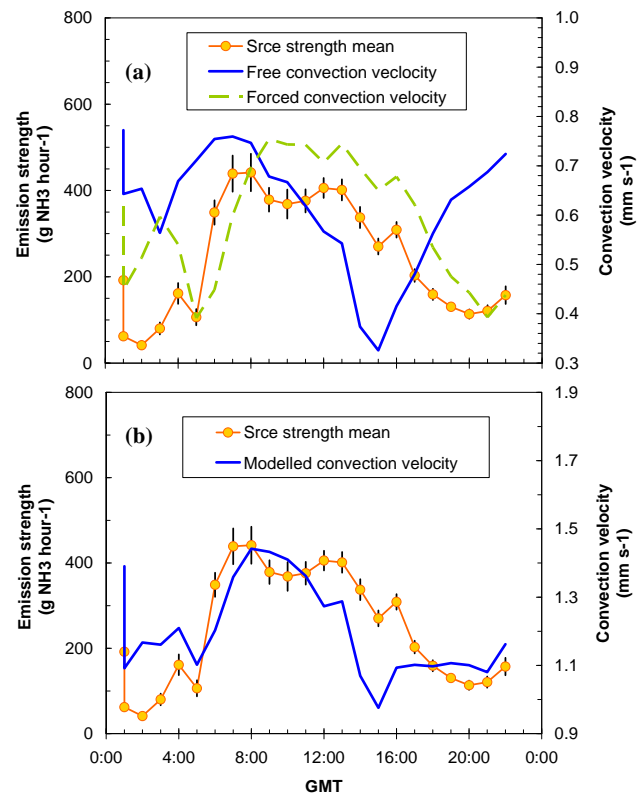 800
600
400
200
0
Emission strength
(g NH3 hour-1)
(a)
Srce strength mean
Free convection veclocity
Forced convection velocity
1.0
0.9
0.8
0.7
0.6
0.5
0.4
0.3
Convection veclocity
(mm s-1)
800
600
400
200
0
Emission strength
(g NH3 hour-1)
(b)
Srce strength mean
Modelled convection velocity
1.9
1.7
1.5
1.3
1.1
0.9
Convection velocity
(mm s-1)
0:00 4:00 8:00 12:00 16:00 20:00 0:00
GMT